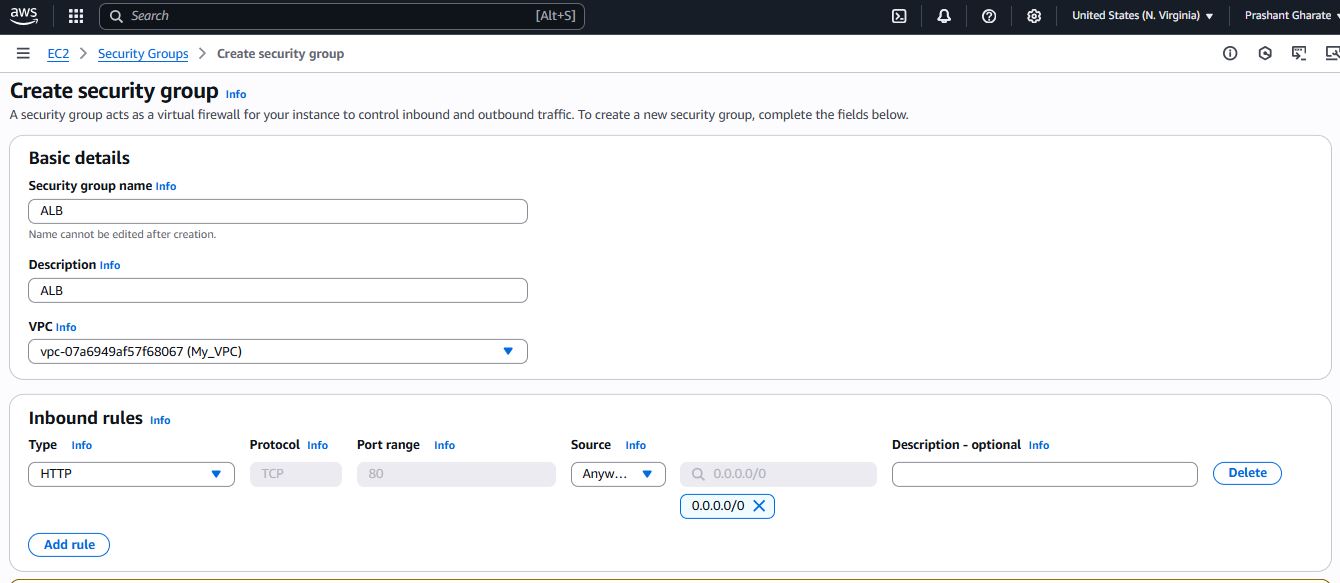 aws Search [Alt+S] United States (N. Virginia) Prashant Gharate
EC2 Security Groups Create security group
Create security group Info
A security group acts as a virtual firewall for your instance to control inbound and outbound traffic. To create a new security group, complete the fields below.
Basic details
Security group name Info
ALB
Name cannot be edited after creation.
Description Info
ALB
VPC Info
vpc-07a6949af57f68067 (My_VPC)
Inbound rules Info
Type Info Protocol Info Port range Info Source Info Description - optional Info
HTTP TCP 80 Anyw... 0.0.0.0/0 Delete
0.0.0.0/0
Add rule